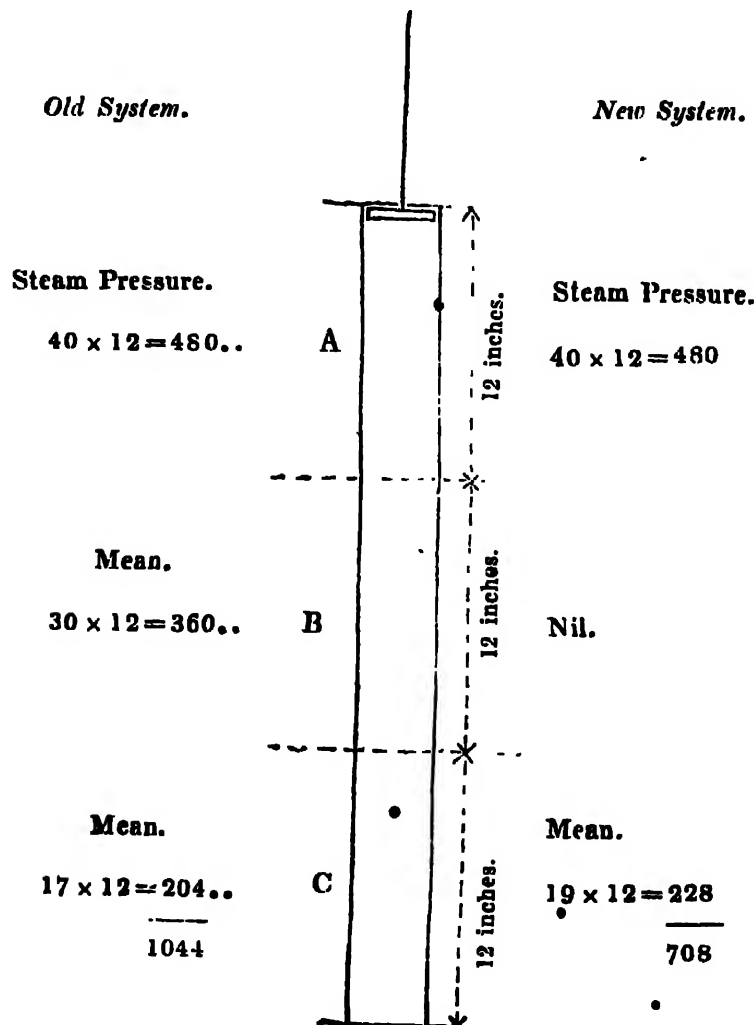 Old System.
New System.
Steam Pressure.
40 × 12 = 480..
A
12 inches.
Steam Pressure.
40 × 12 = 480
Mean.
30 × 12 = 360..
B
12 inches.
Nil.
Mean.
17 × 12 = 204..
1044
C
12 inches.
Mean.
19 × 12 = 228
708